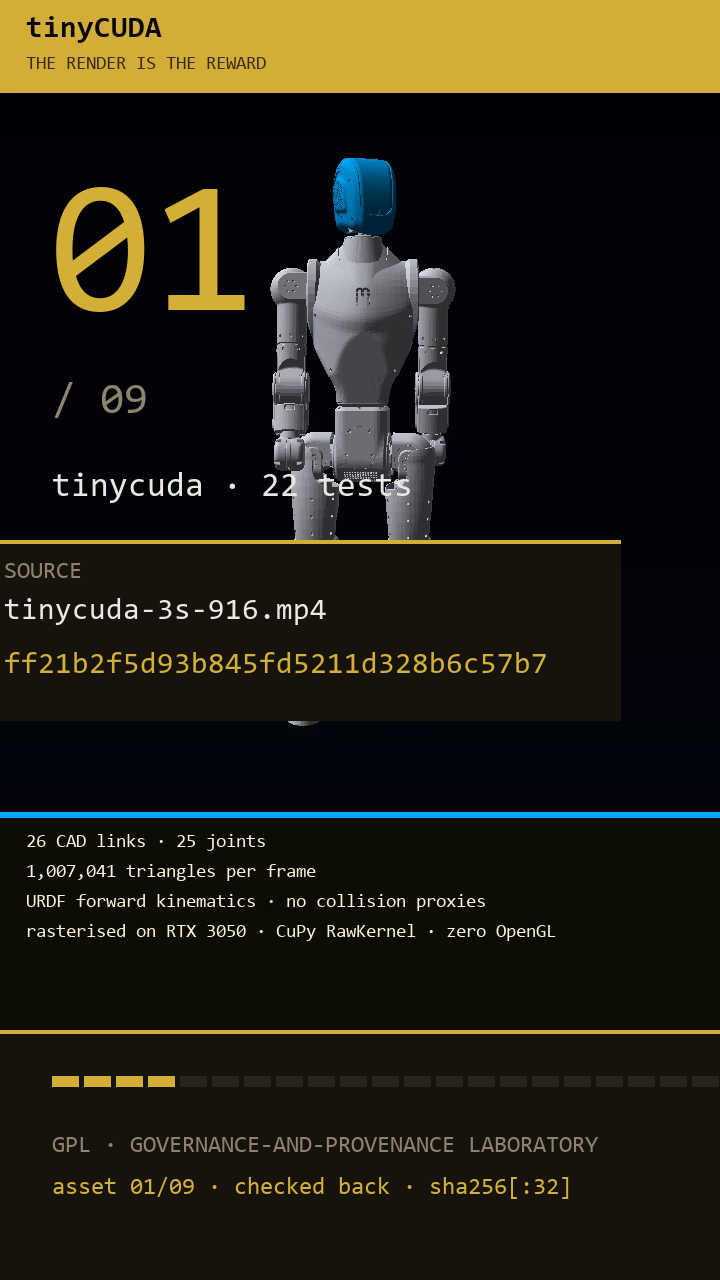 tinyCUDA
THE RENDER IS THE REWARD
01
/ 09
tinycuda · 22 tests
SOURCE
tinycuda-3s-916.mp4
ff21b2f5d93b845fd5211d328b6c57b7
26 CAD links · 25 joints
1,007,041 triangles per frame
URDF forward kinematics · no collision proxies
rasterised on RTX 3050 · CuPy RawKernel · zero OpenGL
GPL · GOVERNANCE-AND-PROVENANCE LABORATORY
asset 01/09 · checked back · sha256[:32]